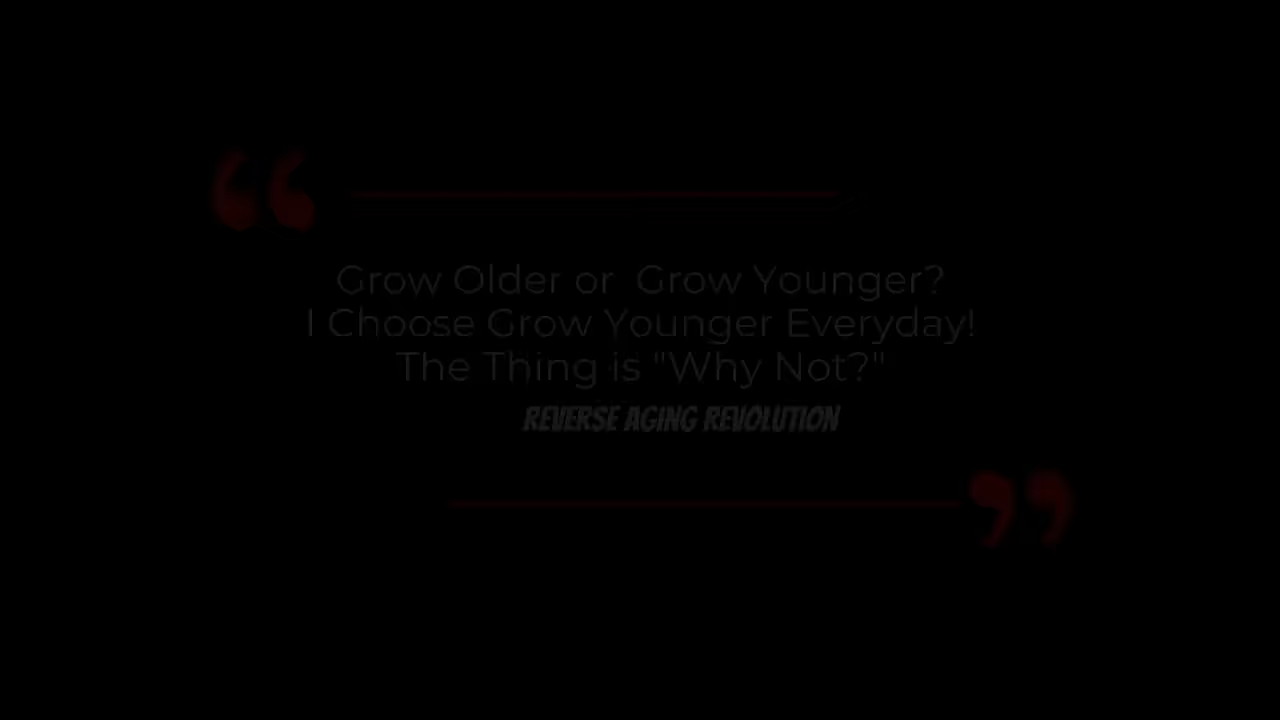 Grow Older or Grow Younger?
I Choose Grow Younger Everyday!
The Thing is "Why Not?"
REVERSE AGING REVOLUTION